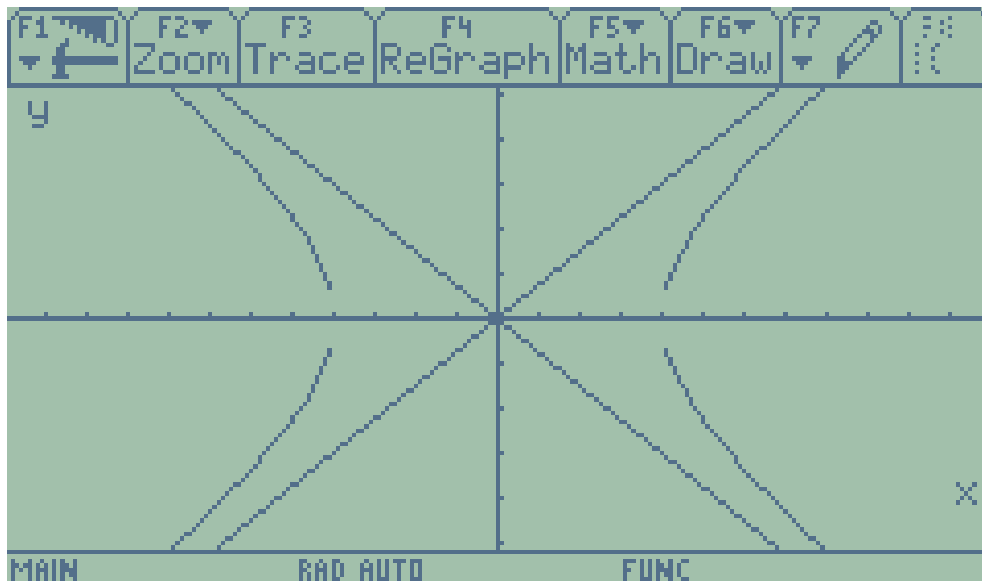 F1 F2 F3 F4 F5 F6 F7
Zoom Trace ReGraph Math Draw
y
x
MAIN RAD AUTO FUNC